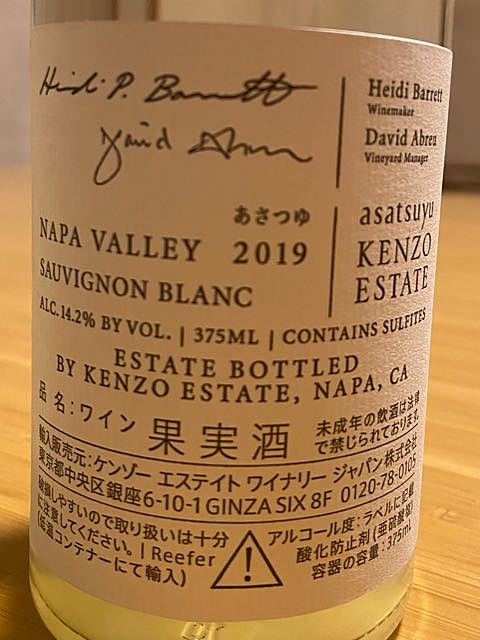 Heidi P. Barrett
David Abreu
Heidi Barrett
Winemaker
David Abreu
Vineyard Manager
あさつゆ
NAPA VALLEY 2019
SAUVIGNON BLANC
asatsuyu
KENZO
ESTATE
ALC. 14.2% BY VOL. | 375ML | CONTAINS SULFITES
ESTATE BOTTLED
BY KENZO ESTATE, NAPA, CA
品 名：ワイン 果実酒
未成年の飲酒は法律
で禁じられております。
輸入販売元：ケンゾー エステイト ワイナリー ジャパン株式会社
東京都中央区銀座6-10-1 GINZA SIX 8F 0120-78-0105
破損しやすいので取り扱いは十分
に注意してください。 | Reefer
(低温コンテナーにて輸入)
アルコール度：ラベルに記載
酸化防止剤（亜硫酸塩）
容器の容量：375ml